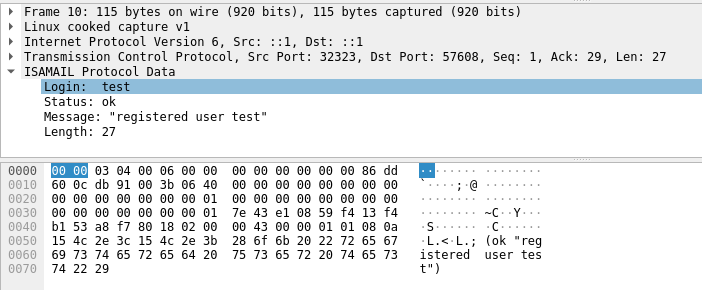 Frame 10: 115 bytes on wire (920 bits), 115 bytes captured (920 bits)
Linux cooked capture v1
Internet Protocol Version 6, Src: ::1, Dst: ::1
Transmission Control Protocol, Src Port: 32323, Dst Port: 57608, Seq: 1, Ack: 29, Len: 27
ISAMAIL Protocol Data
Login:  test
Status: ok
Message: "registered user test"
Length: 27
0000  00 00 03 04 00 06 00 00  00 00 00 00 00 00 86 dd  ········ ········
0010  60 0c db 91 00 3b 06 40  00 00 00 00 00 00 00 00  `····;·@ ········
0020  00 00 00 00 00 00 00 01  00 00 00 00 00 00 00 00  ········ ········
0030  00 00 00 00 00 00 00 01  7e 43 e1 08 59 f4 13 f4  ········ ~C··Y···
0040  b1 53 a8 f7 80 18 02 00  00 43 00 00 01 01 08 0a  ·S······ ·C······
0050  15 4c 2e 3c 15 4c 2e 3b  28 6f 6b 20 22 72 65 67  ·L.<·L.; (ok "reg
0060  69 73 74 65 72 65 64 20  75 73 65 72 20 74 65 73  istered  user tes
0070  74 22 29  t")